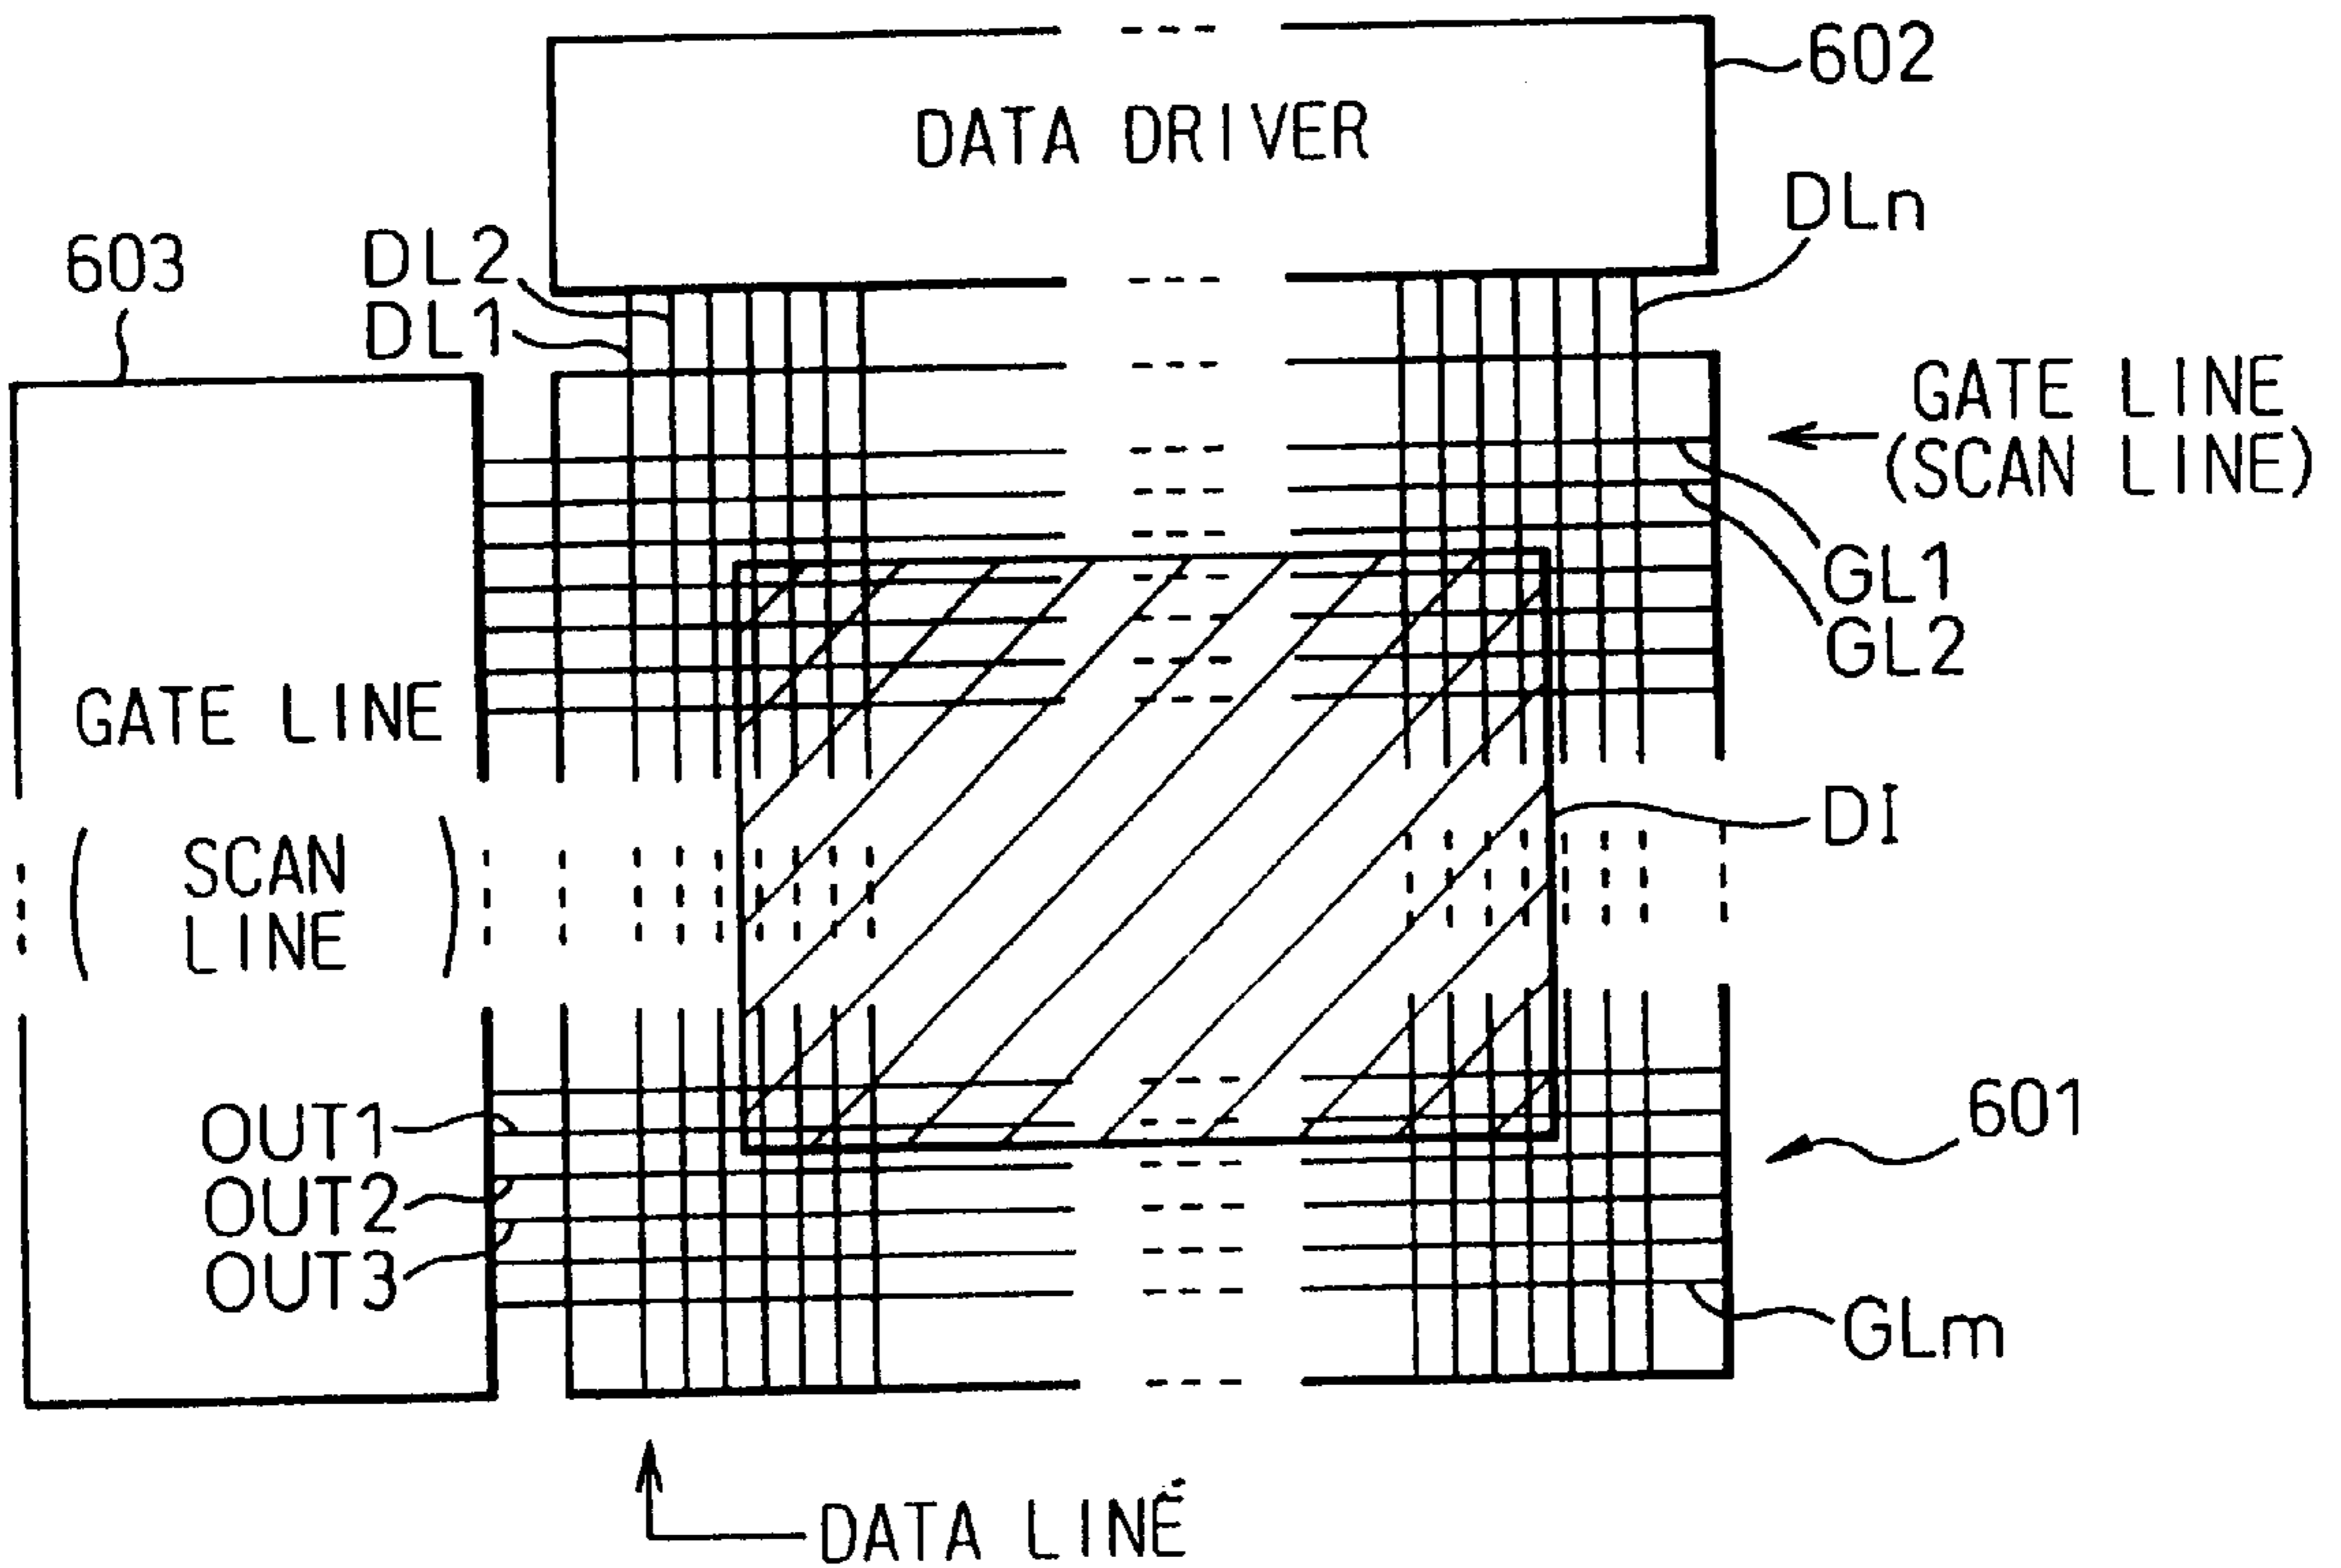 602
DATA DRIVER
DLn
603
DL2
DL1
GATE LINE
(SCAN LINE)
GL1
GL2
GATE LINE
(SCAN
LINE)
DI
OUT1
OUT2
OUT3
601
GLm
DATA LINE